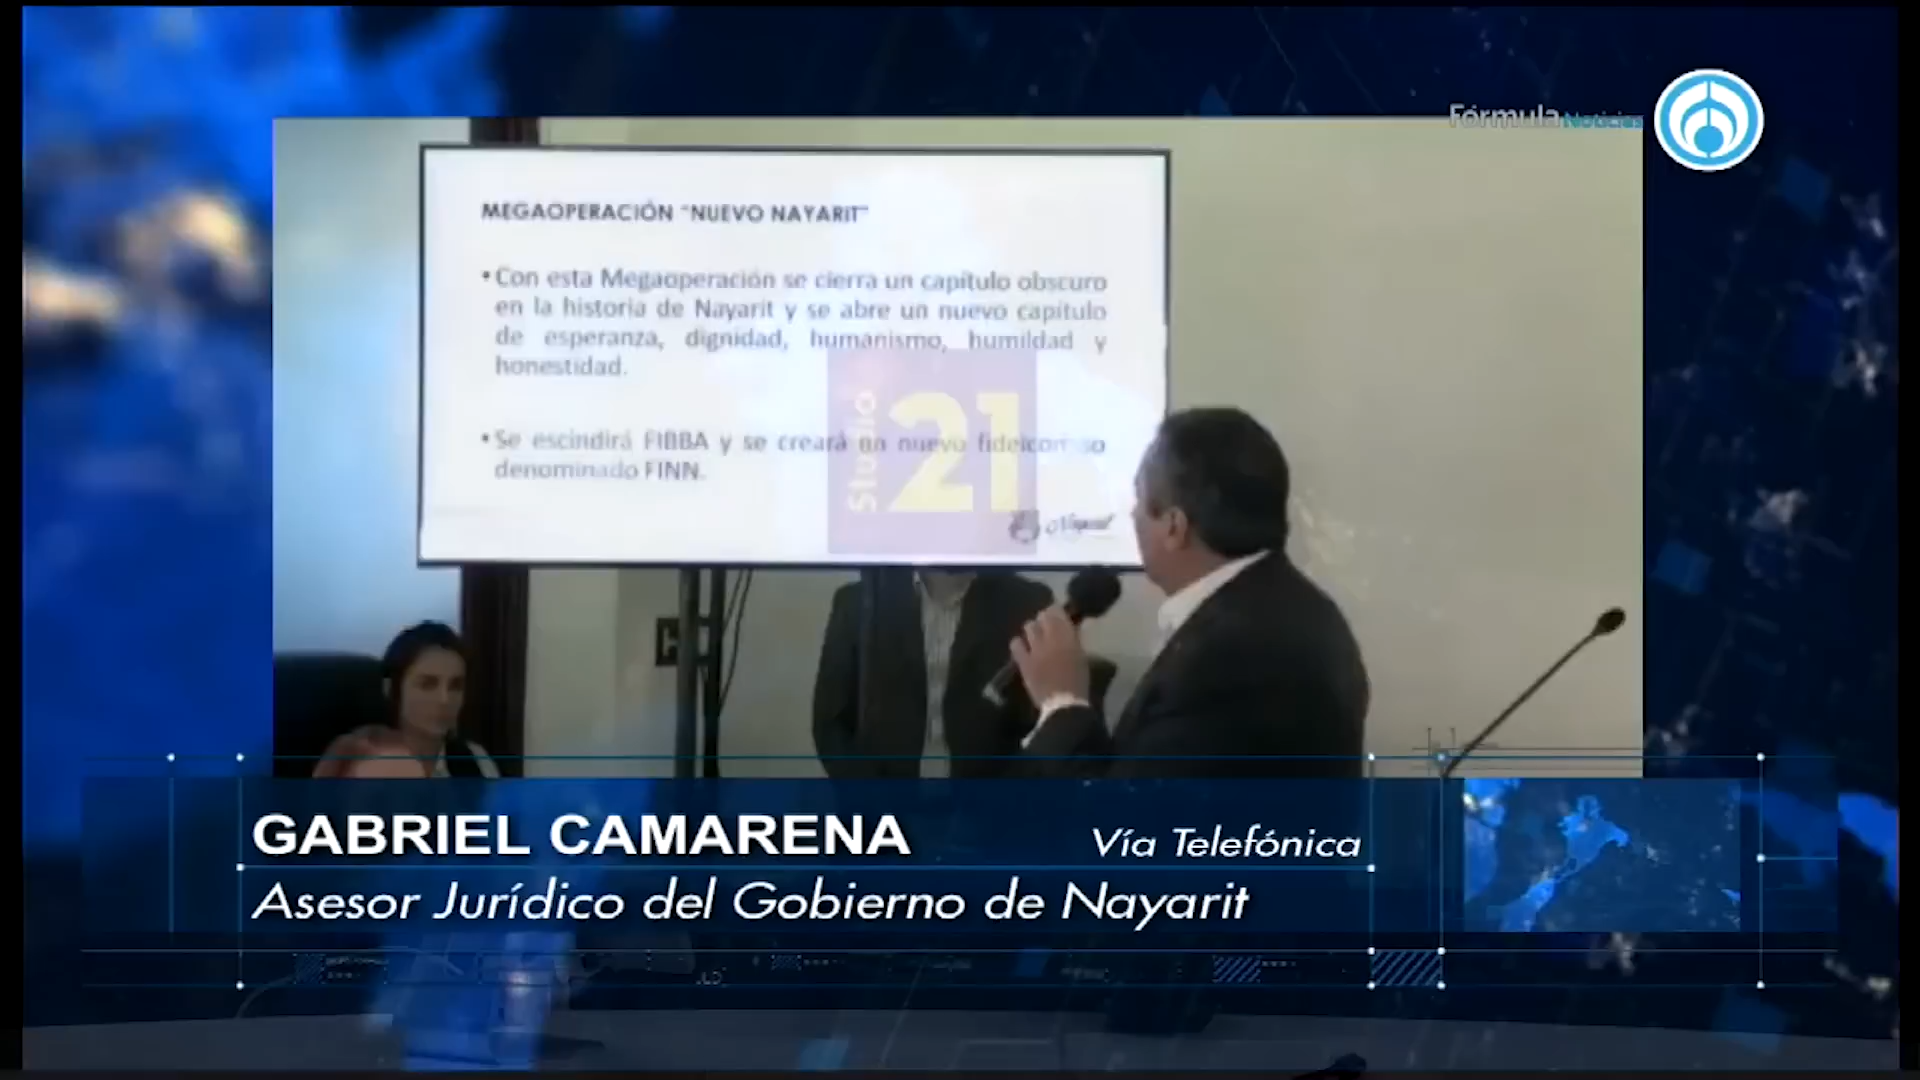 Fórmula Noticias
MEGAOPERACIÓN "NUEVO NAYARIT"
• Con esta Megaoperación se cierra un capítulo obscuro
en la historia de Nayarit y se abre un nuevo capítulo
de esperanza, dignidad, humanismo, humildad y
honestidad.
• Se escindirá FIBBA y se creará un nuevo
denominado FINN.
Studio 21
Nayarit
GABRIEL CAMARENA
Vía Telefónica
Asesor Jurídico del Gobierno de Nayarit